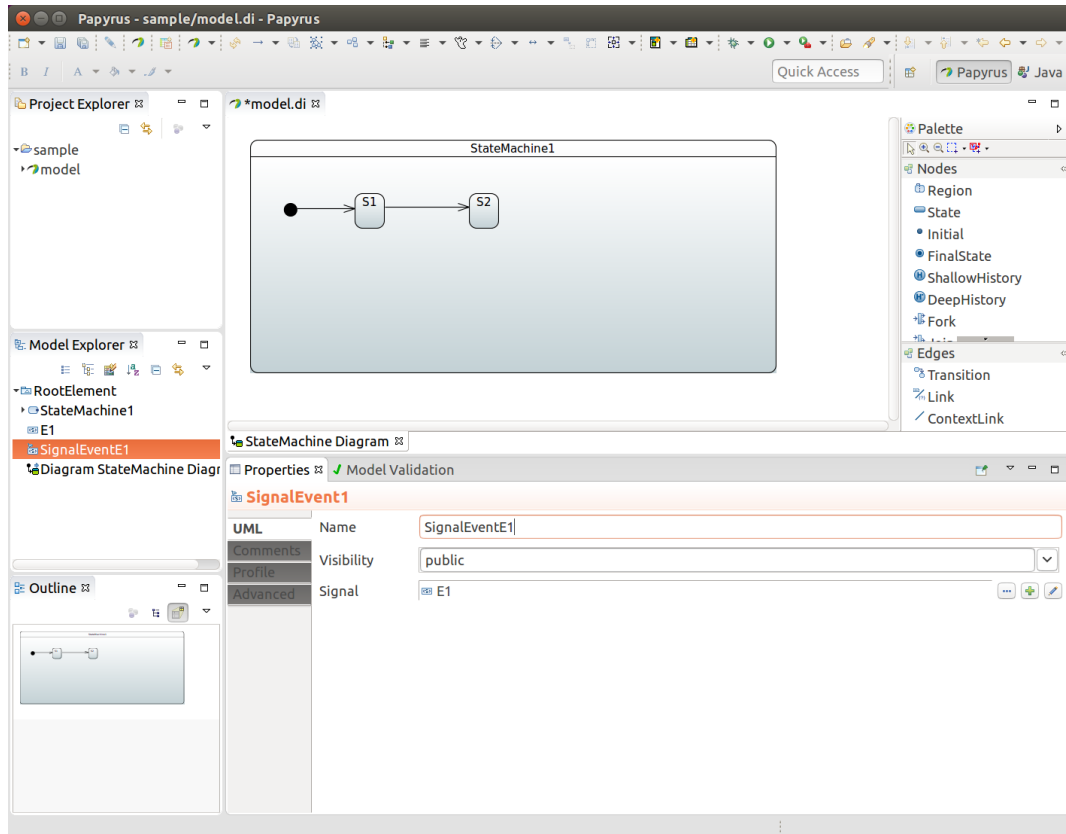 Papyrus - sample/model.di - Papyrus
B I A
Quick Access
Papyrus
Java
Project Explorer
sample
model
*model.di
StateMachine1
S1
S2
Palette
Nodes
Region
State
Initial
FinalState
ShallowHistory
DeepHistory
Fork
Edges
Transition
Link
ContextLink
Model Explorer
RootElement
StateMachine1
E1
SignalEventE1
Diagram StateMachine Diagr
StateMachine Diagram
Properties
Model Validation
SignalEvent1
UML
Comments
Profile
Advanced
Name
SignalEventE1
Visibility
public
Signal
E1
Outline